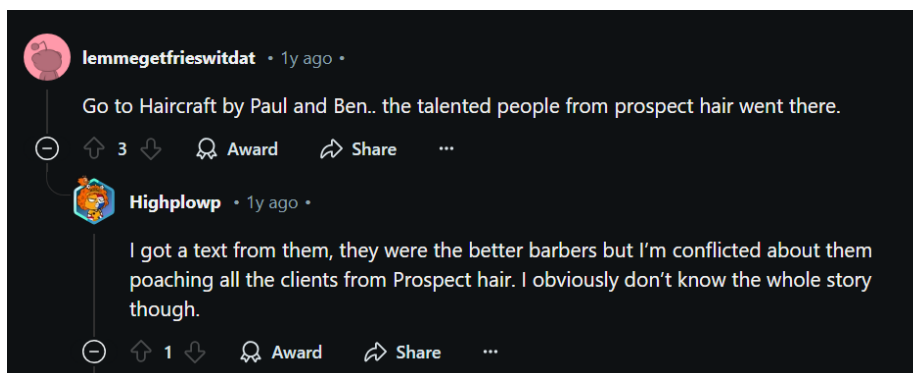 lemmegetfrieswitdat • 1y ago •
Go to Haircraft by Paul and Ben.. the talented people from prospect hair went there.
3 Award Share ...
Highplowp • 1y ago •
I got a text from them, they were the better barbers but I’m conflicted about them
poaching all the clients from Prospect hair. I obviously don’t know the whole story
though.
1 Award Share ...